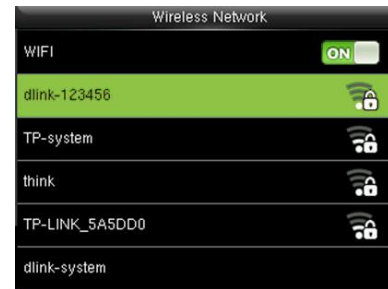 Wireless Network
WIFI ON
dlink-123456
TP-system
think
TP-LINK_5A5DD0
dlink-system